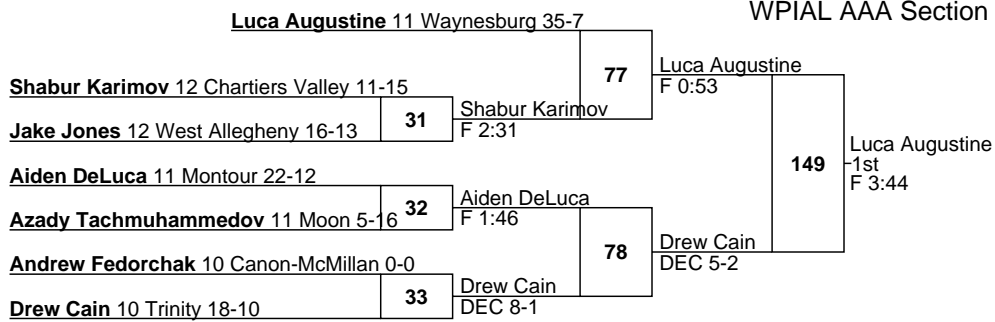 WPIAL AAA Section
Luca Augustine 11 Waynesburg 35-7
77
Luca Augustine
F 0:53
Shabur Karimov 12 Chartiers Valley 11-15
31
Shabur Karimov
F 2:31
Jake Jones 12 West Allegheny 16-13
149
Luca Augustine
1st
F 3:44
Aiden DeLuca 11 Montour 22-12
32
Aiden DeLuca
F 1:46
Azady Tachmuhammedov 11 Moon 5-16
78
Drew Cain
DEC 5-2
Andrew Fedorchak 10 Canon-McMillan 0-0
33
Drew Cain
DEC 8-1
Drew Cain 10 Trinity 18-10